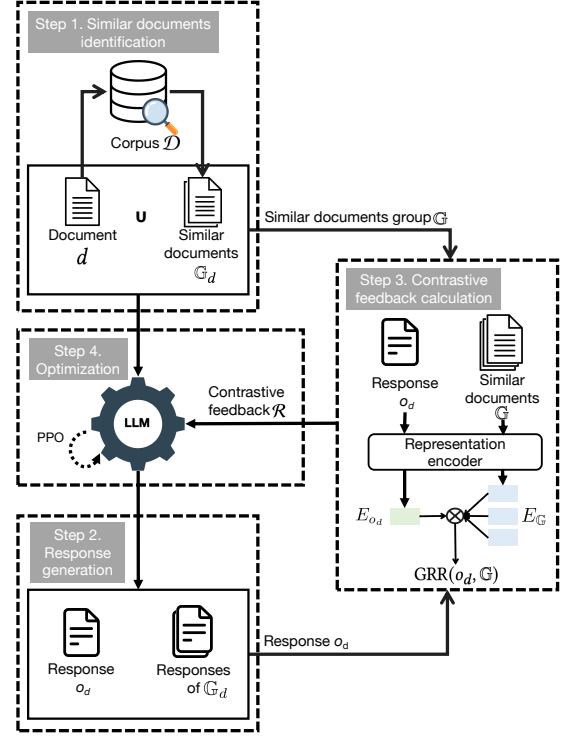 Step 1. Similar documents
identification
Corpus 𝒟
Document
d
U
Similar
documents
𝔾d
Similar documents group 𝔾
Step 3. Contrastive
feedback calculation
Response
od
Similar
documents
𝔾
Representation
encoder
Eod
E𝔾
GRR(od, 𝔾)
Step 4.
Optimization
LLM
PPO
Contrastive
feedback ℛ
Step 2.
Response
generation
Response
od
Responses
of 𝔾d
Response od